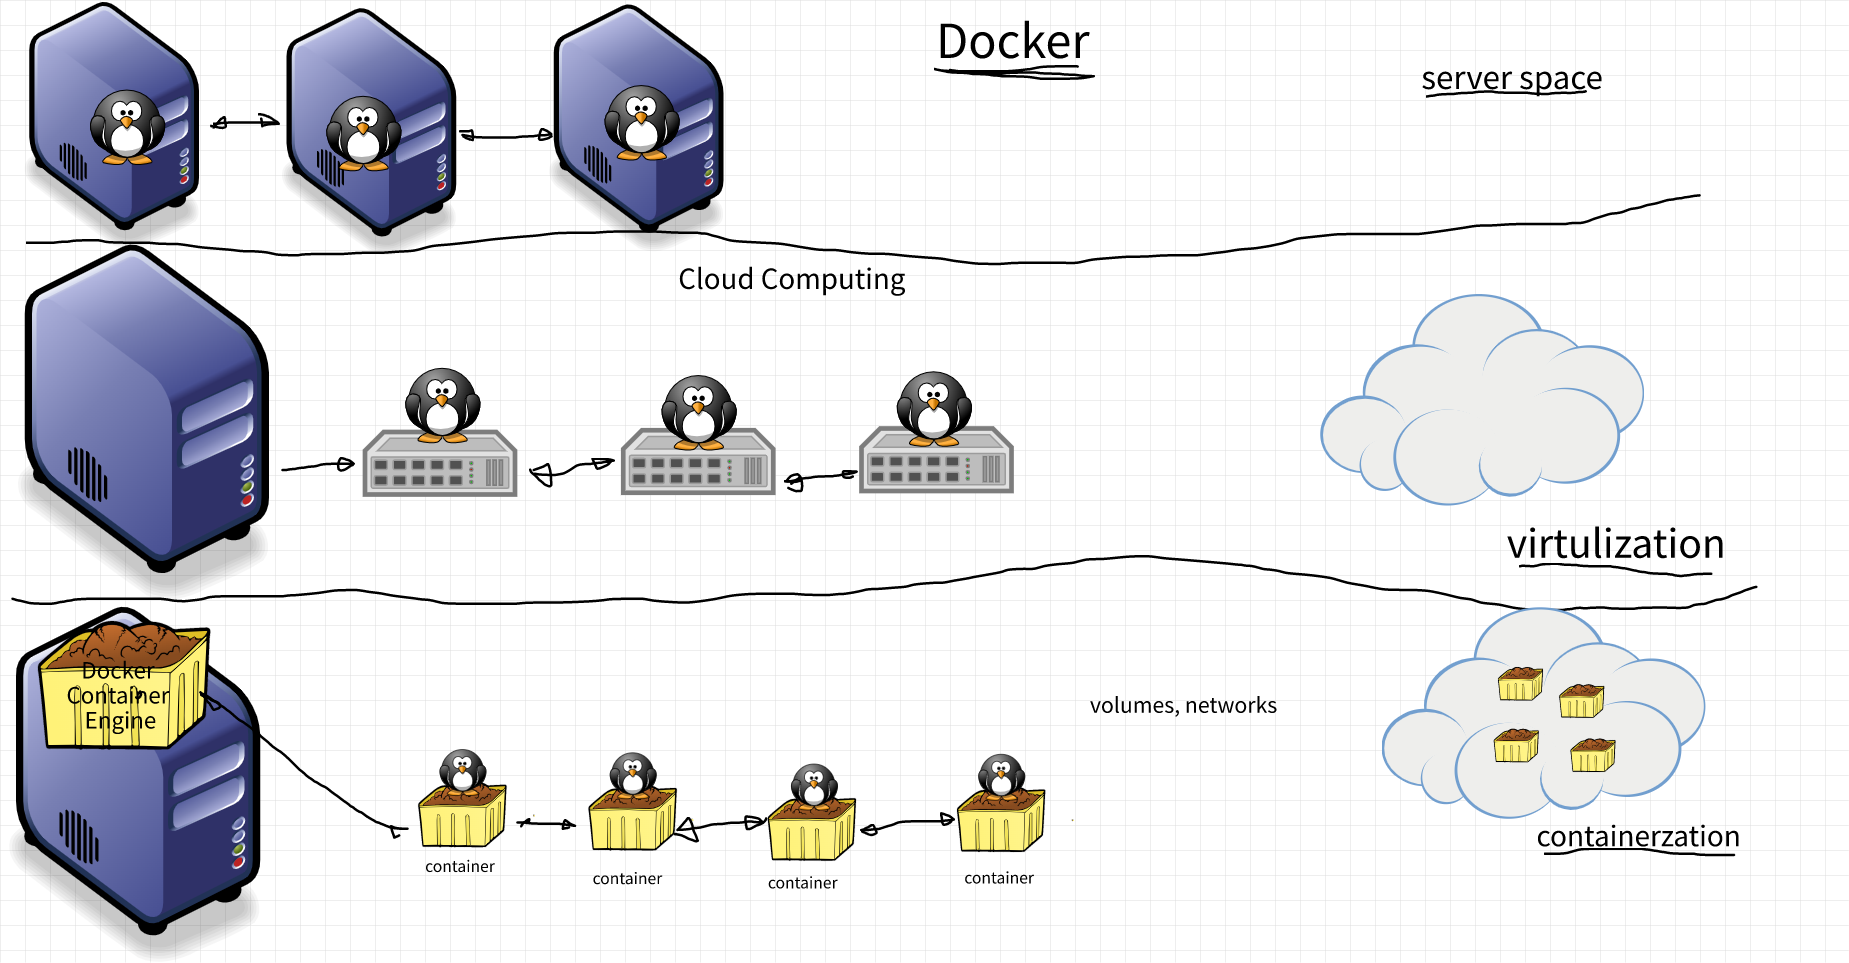 Docker
server space
Cloud Computing
virtulization
Docker
Container
Engine
volumes, networks
container
container
container
container
containerzation